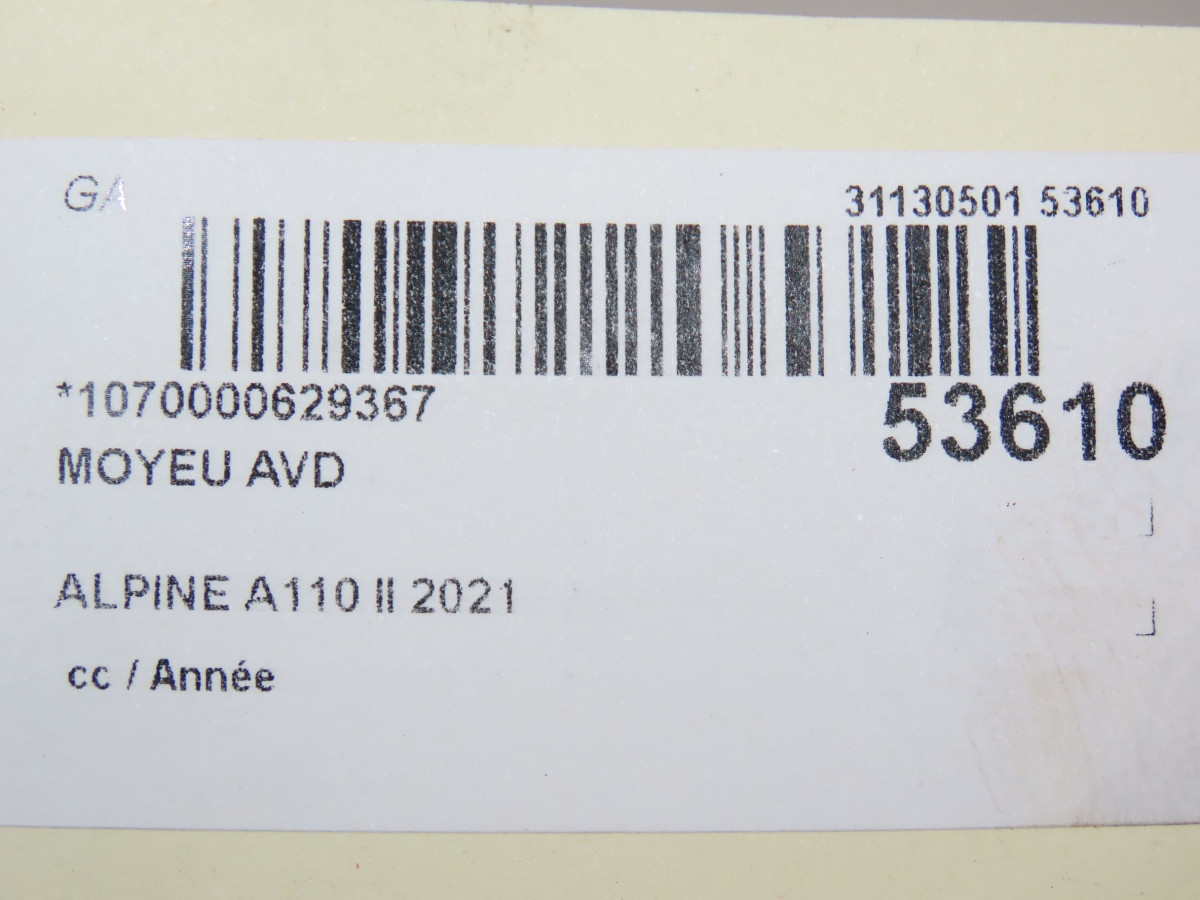 GA
31130501 53610
*1070000629367
53610
MOYEU AVD
ALPINE A110 II 2021
cc / Année